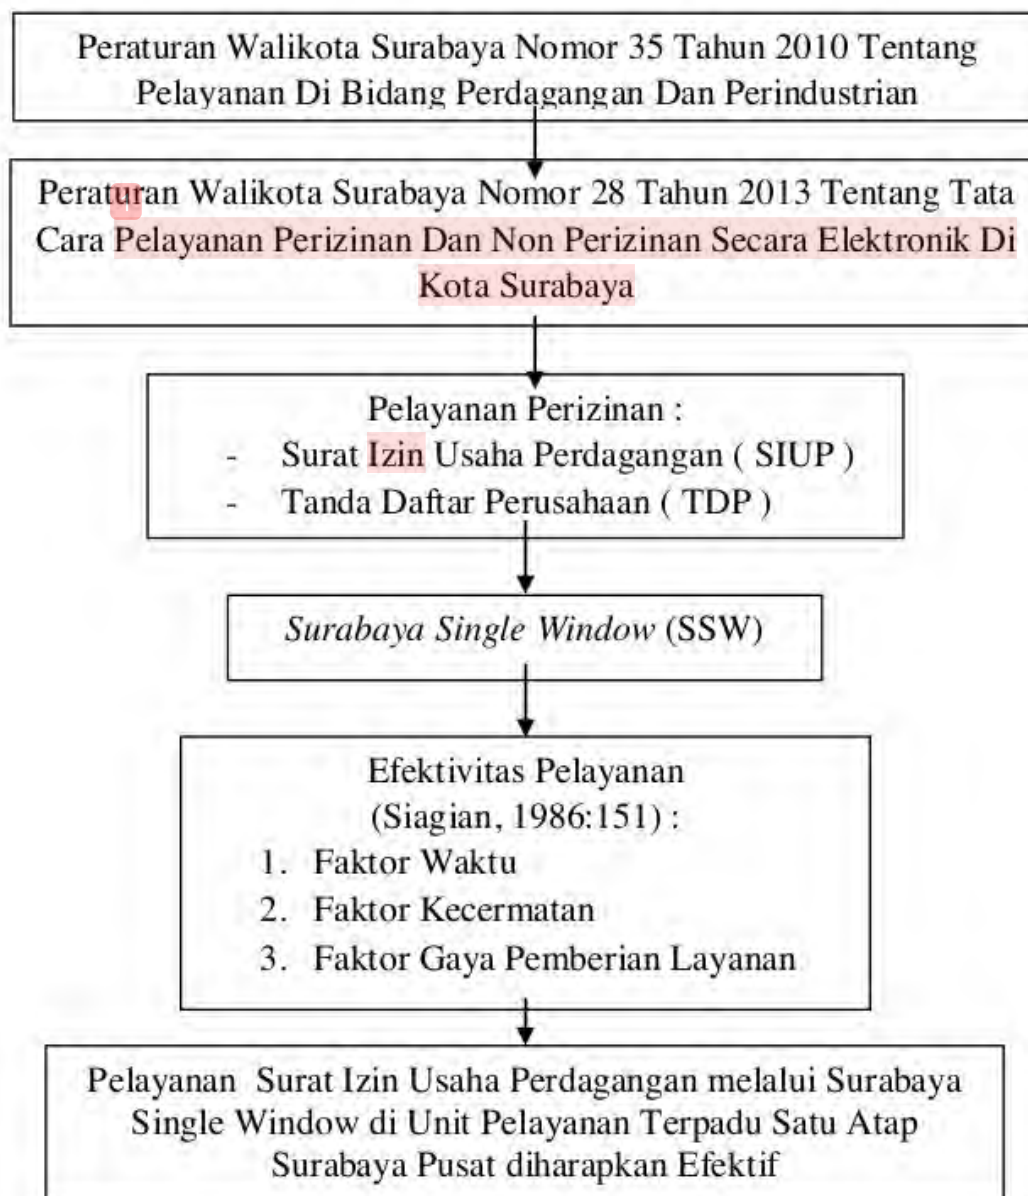 Peraturan Walikota Surabaya Nomor 35 Tahun 2010 Tentang
Pelayanan Di Bidang Perdagangan Dan Perindustrian
Peraturan Walikota Surabaya Nomor 28 Tahun 2013 Tentang Tata
Cara Pelayanan Perizinan Dan Non Perizinan Secara Elektronik Di
Kota Surabaya
Pelayanan Perizinan :
- Surat Izin Usaha Perdagangan ( SIUP )
- Tanda Daftar Perusahaan ( TDP )
Surabaya Single Window (SSW)
Efektivitas Pelayanan
(Siagian, 1986:151) :
1. Faktor Waktu
2. Faktor Kecermatan
3. Faktor Gaya Pemberian Layanan
Pelayanan Surat Izin Usaha Perdagangan melalui Surabaya
Single Window di Unit Pelayanan Terpadu Satu Atap
Surabaya Pusat diharapkan Efektif